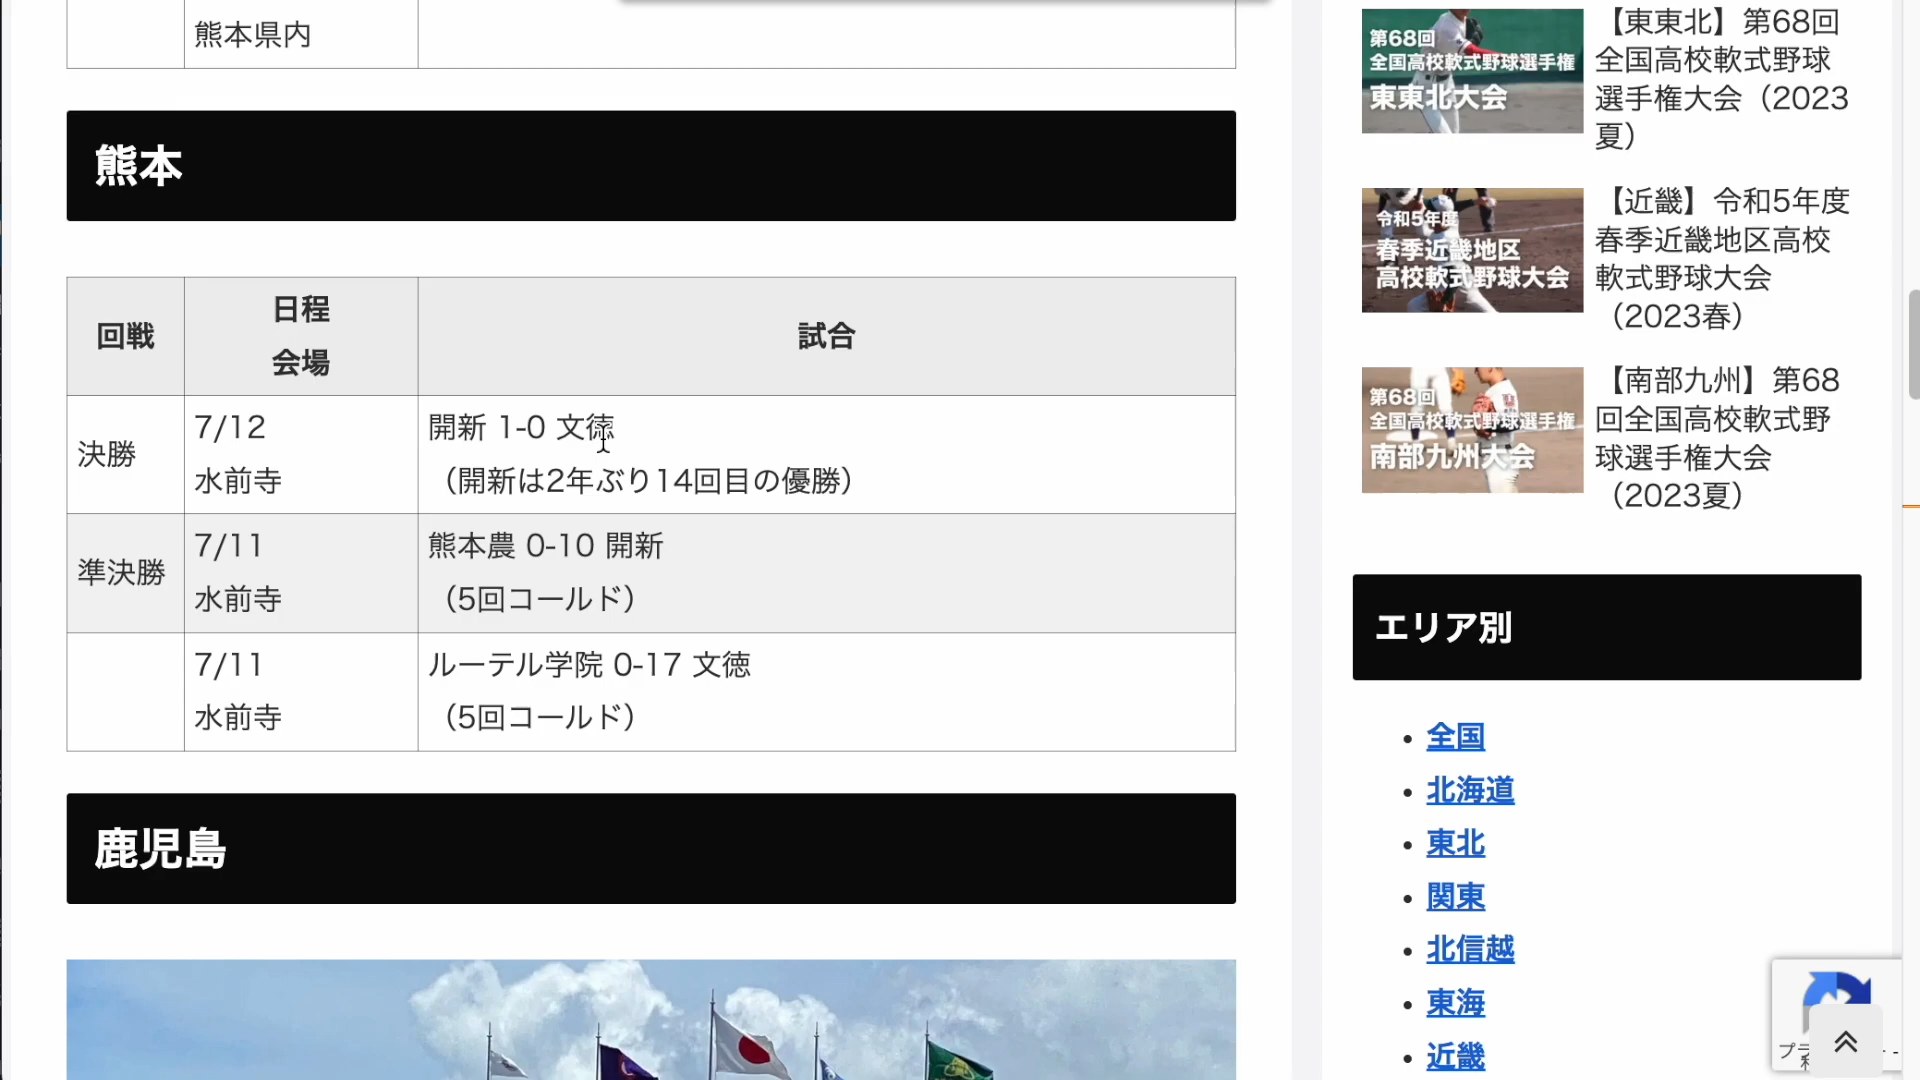 熊本県内
熊本
回戦
日程
会場
試合
決勝
7/12
水前寺
開新 1-0 文徳
（開新は2年ぶり14回目の優勝）
準決勝
7/11
水前寺
熊本農 0-10 開新
（5回コールド）
7/11
水前寺
ルーテル学院 0-17 文徳
（5回コールド）
鹿児島
第68回
全国高校軟式野球選手権
東東北大会
【東東北】第68回
全国高校軟式野球
選手権大会（2023
夏）
令和5年度
春季近畿地区
高校軟式野球大会
【近畿】令和5年度
春季近畿地区高校
軟式野球大会
（2023春）
第68回
全国高校軟式野球選手権
南部九州大会
【南部九州】第68
回全国高校軟式野
球選手権大会
（2023夏）
エリア別
全国
北海道
東北
関東
北信越
東海
近畿